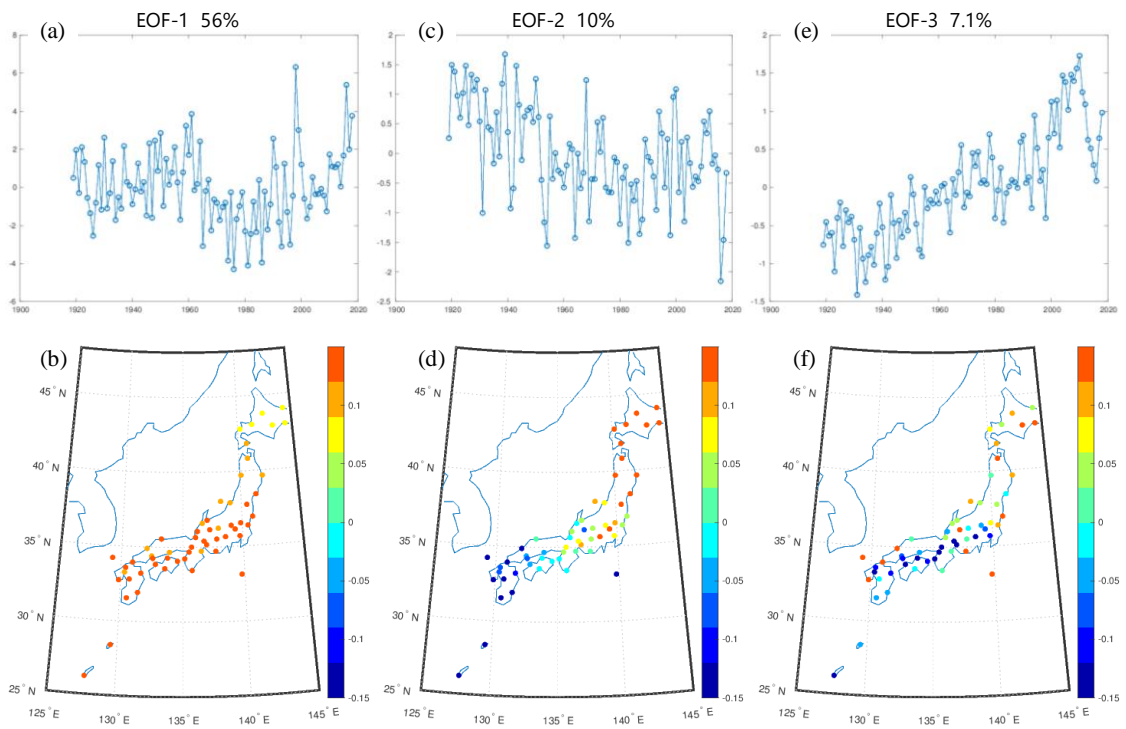 EOF-1 56%
EOF-2 10%
EOF-3 7.1%
(a)
(c)
(e)
8
6
4
2
0
-2
-4
-6
1900
1920
1940
1960
1980
2000
2020
2
1.5
1
0.5
0
-0.5
-1
-1.5
-2
-2.5
1900
1920
1940
1960
1980
2000
2020
2
1.5
1
0.5
0
-0.5
-1
-1.5
1900
1920
1940
1960
1980
2000
2020
(b)
45° N
40° N
35° N
30° N
25° N
125° E
130° E
135° E
140° E
145° E
0.1
0.05
0
-0.05
-0.1
-0.15
(d)
45° N
40° N
35° N
30° N
25° N
125° E
130° E
135° E
140° E
145° E
0.1
0.05
0
-0.05
-0.1
-0.15
(f)
45° N
40° N
35° N
30° N
25° N
125° E
130° E
135° E
140° E
145° E
0.1
0.05
0
-0.05
-0.1
-0.15